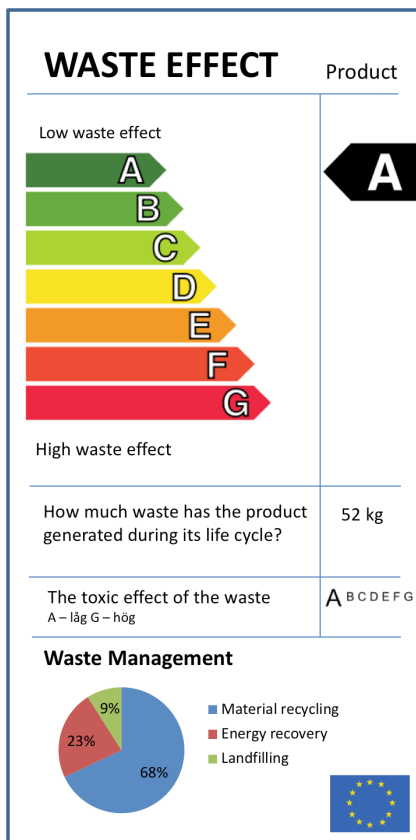 WASTE EFFECT
Product
Low waste effect
A
A
B
C
D
E
F
G
High waste effect
How much waste has the product
generated during its life cycle?
52 kg
The toxic effect of the waste
A – låg G – hög
A B C D E F G
Waste Management
9%
23%
68%
Material recycling
Energy recovery
Landfilling